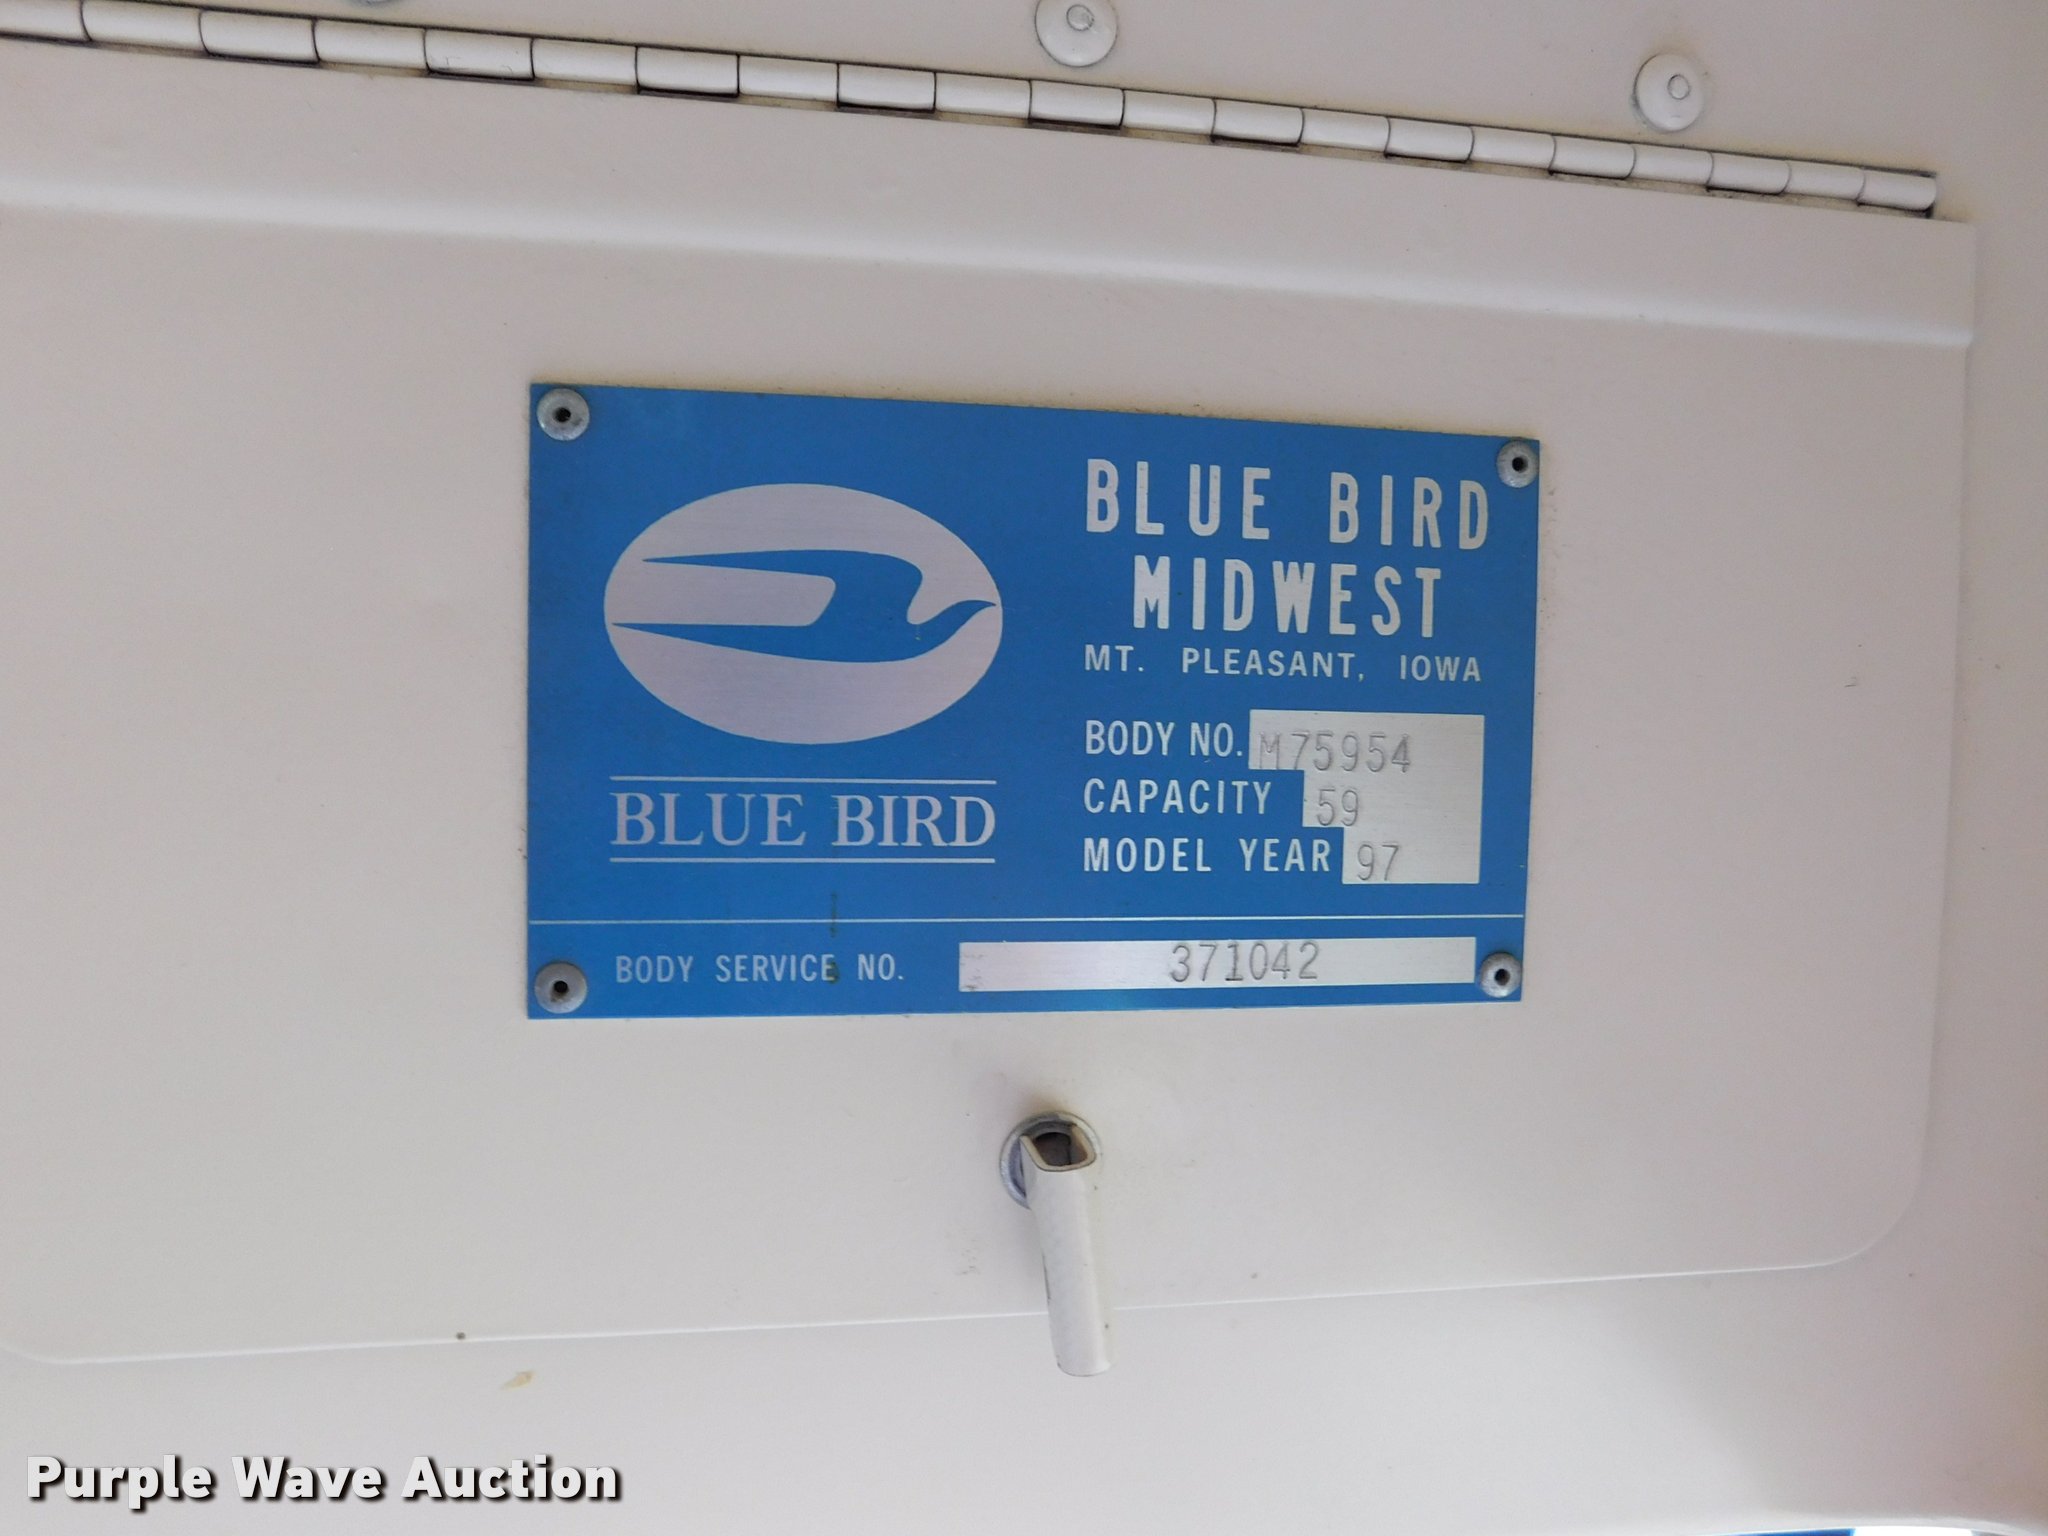 BLUE BIRD
MIDWEST
MT. PLEASANT, IOWA
BODY NO. M75954
CAPACITY 59
MODEL YEAR 97
BLUE BIRD
BODY SERVICE NO. 371042
Purple Wave Auction